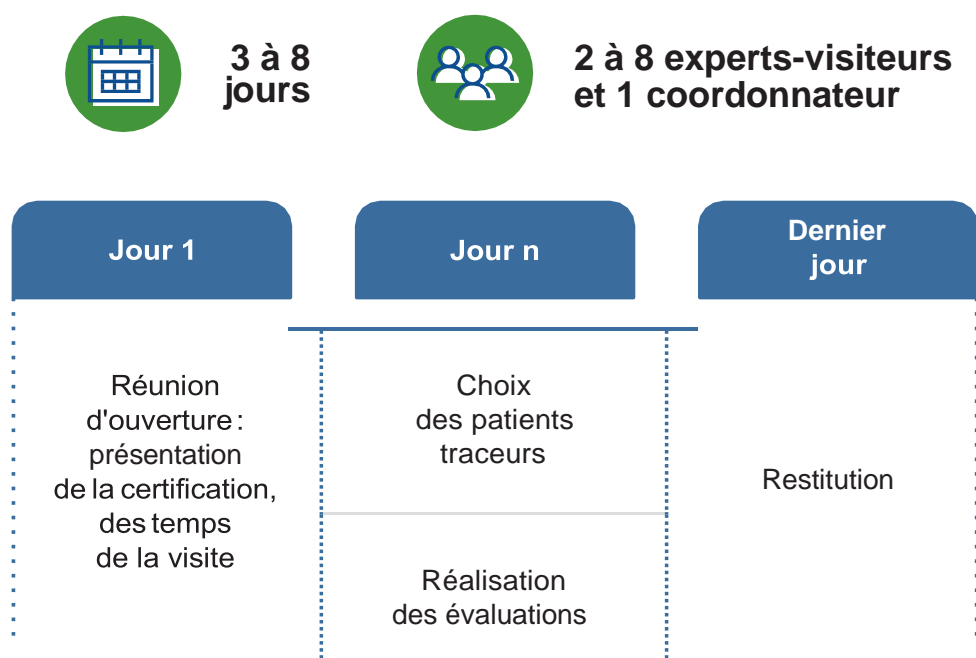 3 à 8
jours
2 à 8 experts-visiteurs
et 1 coordonnateur
Jour 1
Réunion
d'ouverture :
présentation
de la certification,
des temps
de la visite
Jour n
Choix
des patients
traceurs
Réalisation
des évaluations
Dernier
jour
Restitution